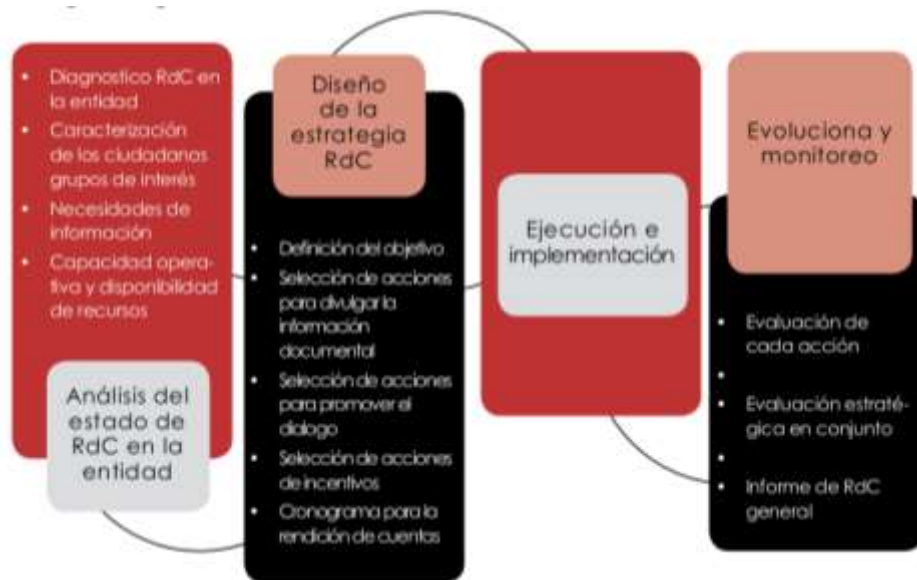 Diagnostico RdC en
la entidad
Caracterización
de los ciudadanos
grupos de interés
Necesidades de
información
Capacidad opera-
tiva y disponibilidad
de recursos
Análisis del
estado de
RdC en la
entidad
Diseño
de la
estrategia
RdC
Definición del objetivo
Selección de acciones
para divulgar la
información
documental
Selección de acciones
para promover el
dialogo
Selección de acciones
de incentivos
Cronograma para la
rendición de cuentas
Ejecución e
implementación
Evoluciona y
monitoreo
Evaluación de
cada acción
Evaluación estraté-
gica en conjunto
Informe de RdC
general